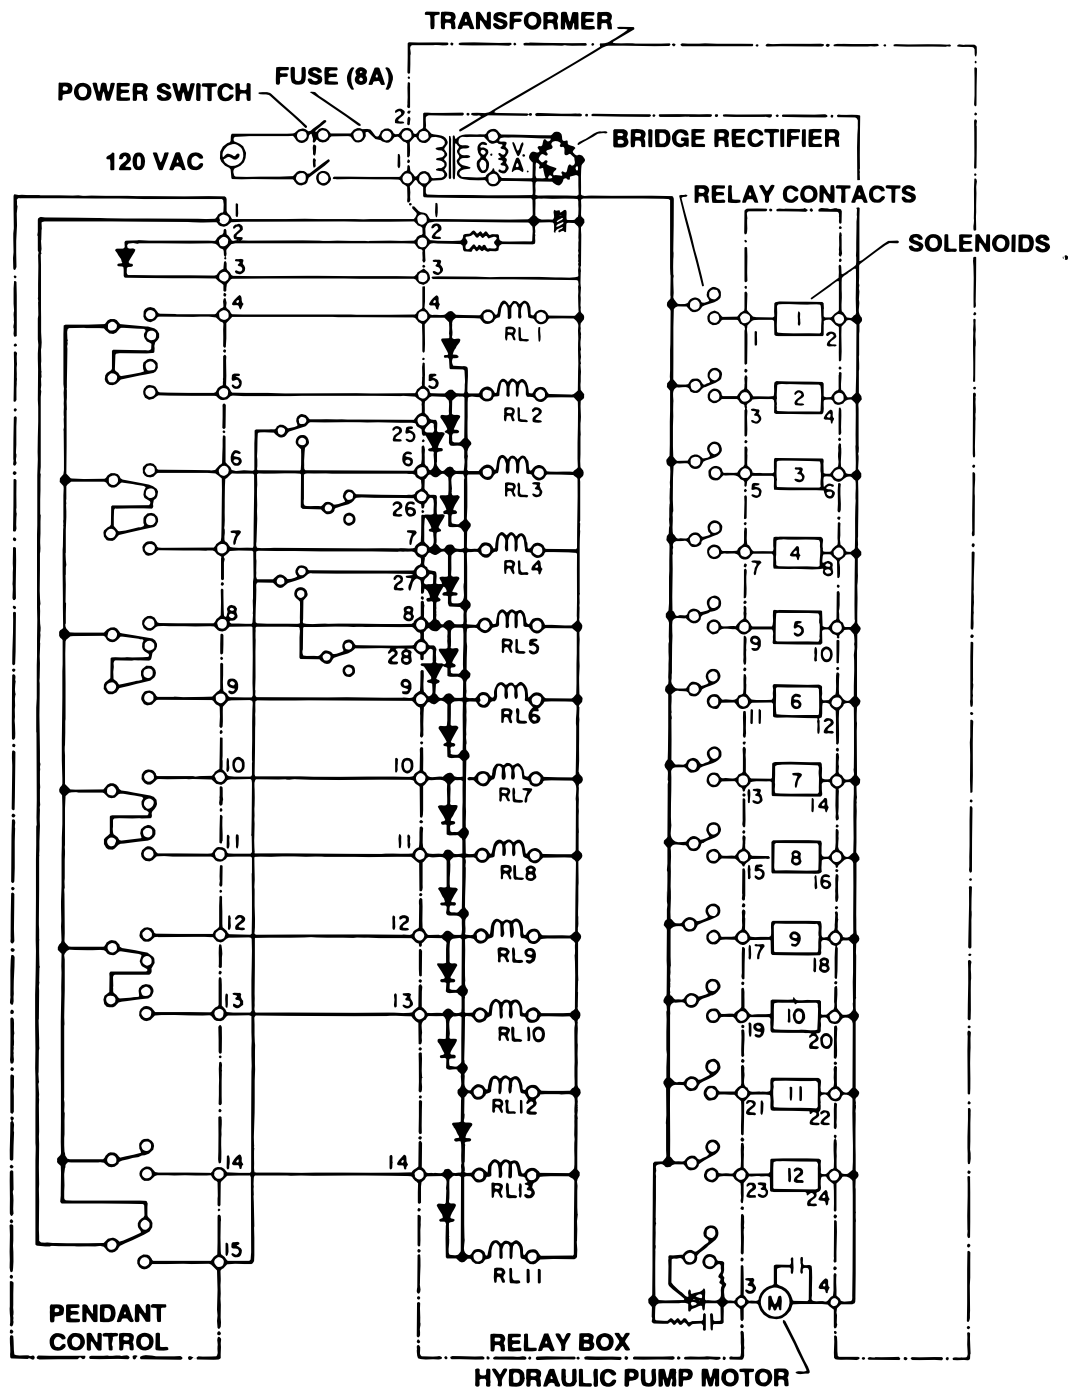 TRANSFORMER
FUSE (8A)
POWER SWITCH
2
BRIDGE RECTIFIER
6.3V.
120 VAC
1
0.3A.
RELAY CONTACTS
1
1
2
2
SOLENOIDS
3
3
4
4
RL1
1
1
2
5
5
RL2
2
3
4
25
6
6
RL3
3
5
6
26
7
7
RL4
4
7
8
27
8
8
RL5
5
9
10
28
9
9
RL6
6
11
12
10
10
RL7
7
13
14
11
11
RL8
8
15
16
12
12
RL9
9
17
18
13
13
RL10
10
19
20
RL12
11
21
22
14
14
RL13
12
23
24
15
RL11
3
M
4
PENDANT
CONTROL
RELAY BOX
HYDRAULIC PUMP MOTOR